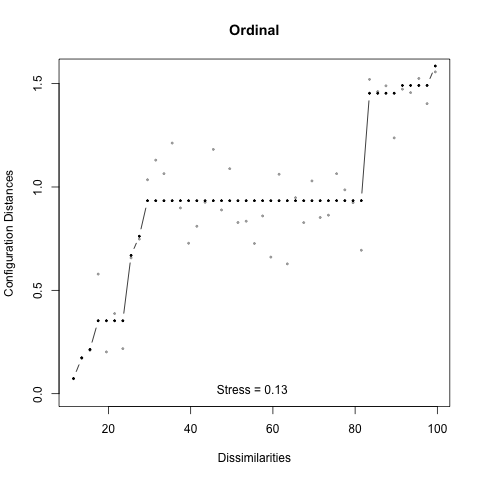 Ordinal
Configuration Distances
1.5
1.0
0.5
0.0
Stress = 0.13
20 40 60 80 100
Dissimilarities